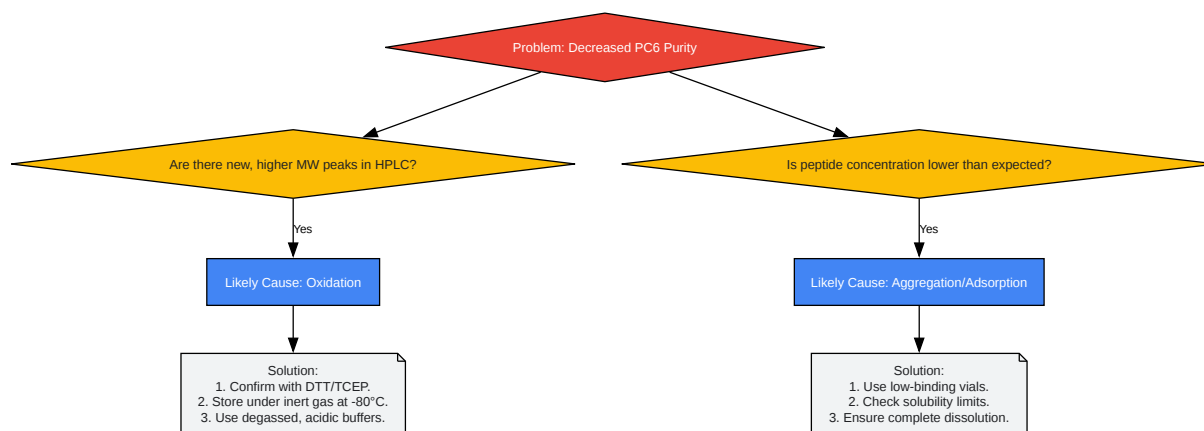 Problem: Decreased PC6 Purity
Are there new, higher MW peaks in HPLC?
Is peptide concentration lower than expected?
Yes
Yes
Likely Cause: Oxidation
Likely Cause: Aggregation/Adsorption
Solution:
1. Confirm with DTT/TCEP.
2. Store under inert gas at -80°C.
3. Use degassed, acidic buffers.
Solution:
1. Use low-binding vials.
2. Check solubility limits.
3. Ensure complete dissolution.